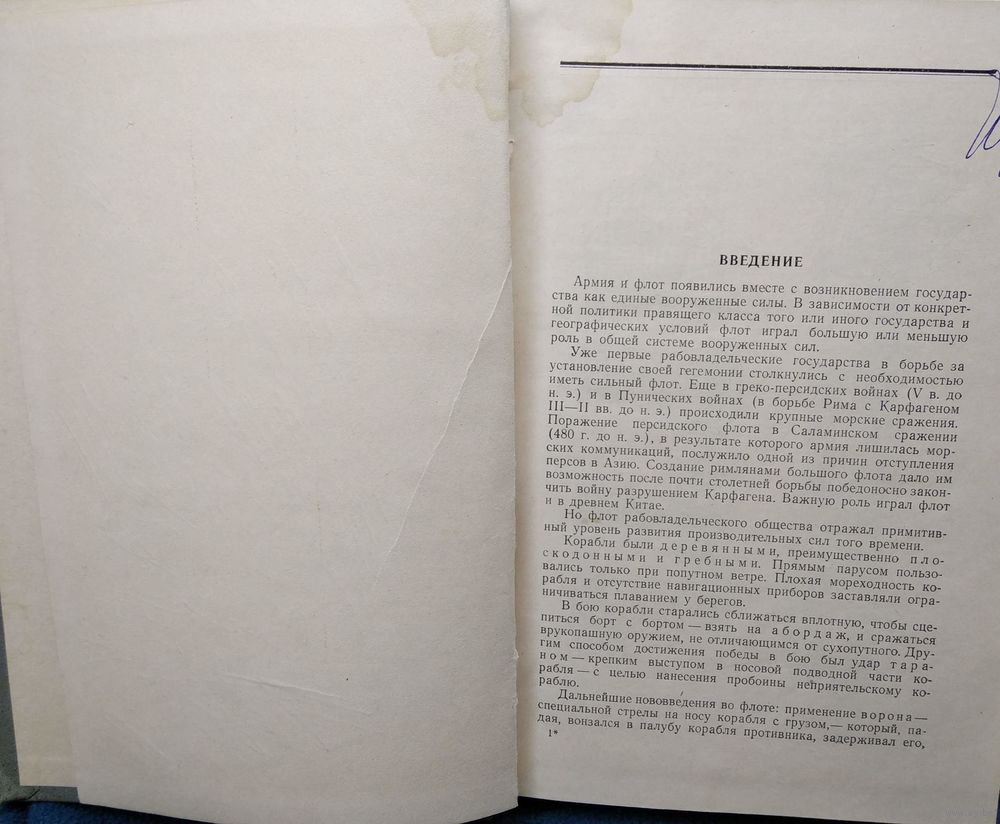 ВВЕДЕНИЕ
Армия и флот появились вместе с возникновением государ-
ства как единые вооруженные силы. В зависимости от конкрет-
ной политики правящего класса того или иного государства и
географических условий флот играл большую или меньшую
роль в общей системе вооруженных сил.
Уже первые рабовладельческие государства в борьбе за
установление своей гегемонии столкнулись с необходимостью
иметь сильный флот. Еще в греко-персидских войнах (V в. до
н. э.) и в Пунических войнах (в борьбе Рима с Карфагеном
III—II вв. до н. э.) происходили крупные морские сражения.
Поражение персидского флота в Саламинском сражении
(480 г. до н. э.), в результате которого армия лишилась мор-
ских коммуникаций, послужило одной из причин отступления
персов в Азию. Создание римлянами большого флота дало им
возможность после почти столетней борьбы победоносно закон-
чить войну разрушением Карфагена. Важную роль играл флот
и в древнем Китае.
Но флот рабовладельческого общества отражал примитив-
ный уровень развития производительных сил того времени.
Корабли были деревянными, преимущественно пло-
скодонными и гребными. Прямым парусом пользо-
вались только при попутном ветре. Плохая мореходность ко-
рабля и отсутствие навигационных приборов заставляли огра-
ничиваться плаванием у берегов.
В бою корабли старались сближаться вплотную, чтобы сце-
питься борт с бортом — взять на абордаж, и сражаться
врукопашную оружием, не отличающимся от сухопутного. Дру-
гим способом достижения победы в бою был удар тара-
ном — крепким выступом в носовой подводной части ко-
рабля — с целью нанесения пробоины неприятельскому ко-
раблю.
Дальнейшие нововведения во флоте: применение ворона —
специальной стрелы на носу корабля с грузом,— который, па-
дая, вонзался в палубу корабля противника, задерживал его,
1*